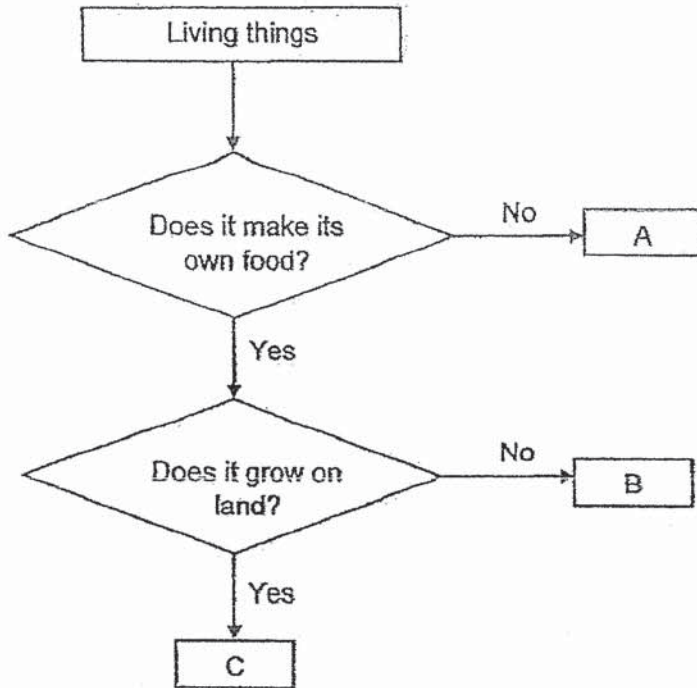 Living things
Does it make its
own food?
No
A
Yes
Does it grow on
land?
No
B
Yes
C